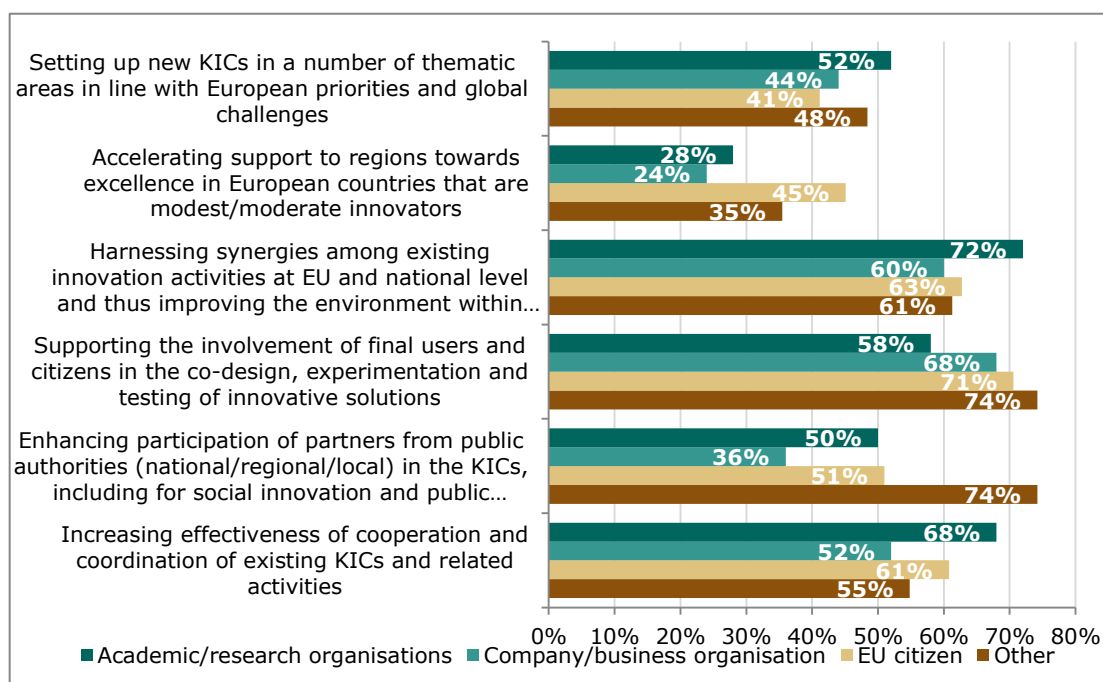 Setting up new KICs in a number of thematic
areas in line with European priorities and global
challenges
52%
44%
41%
48%
Accelerating support to regions towards
excellence in European countries that are
modest/moderate innovators
28%
24%
45%
35%
Harnessing synergies among existing
innovation activities at EU and national level
and thus improving the environment within...
72%
60%
63%
61%
Supporting the involvement of final users and
citizens in the co-design, experimentation and
testing of innovative solutions
58%
68%
71%
74%
Enhancing participation of partners from public
authorities (national/regional/local) in the KICs,
including for social innovation and public...
50%
36%
51%
74%
Increasing effectiveness of cooperation and
coordination of existing KICs and related
activities
68%
52%
61%
55%
0% 10% 20% 30% 40% 50% 60% 70% 80%
Academic/research organisations Company/business organisation EU citizen Other